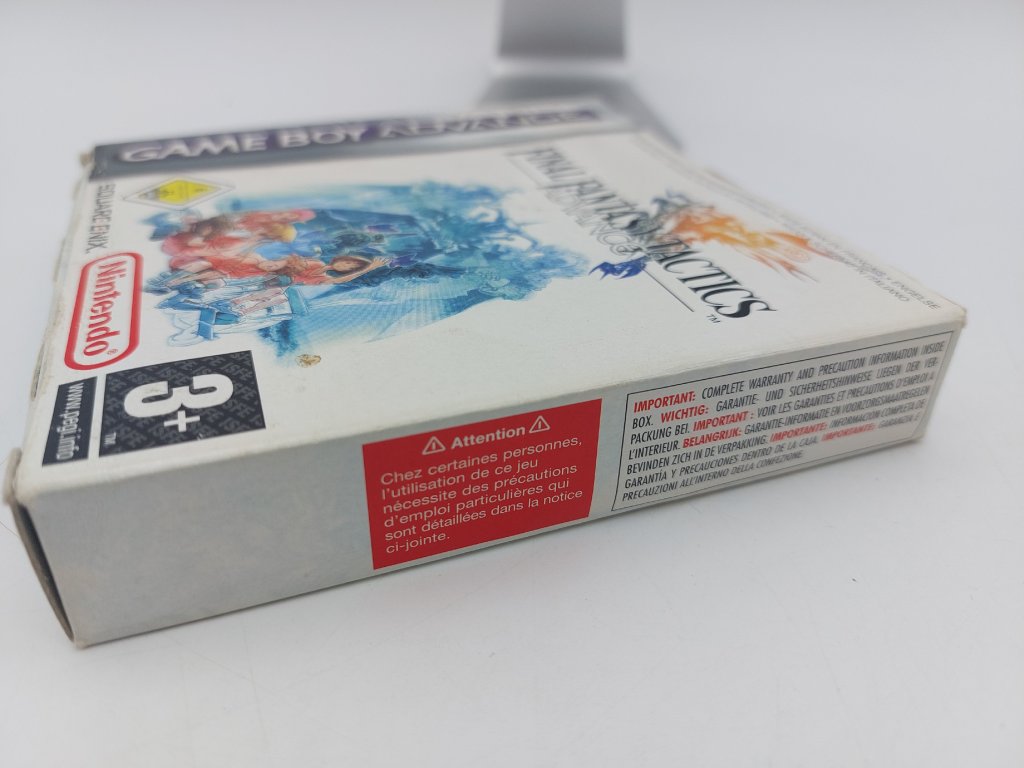 GAME BOY ADVANCE
FINAL FANTASY TACTICS
ADVANCE
™
®
SQUARE ENIX.
Nintendo®
3+
™
www.pegi.info
⚠ Attention ⚠
Chez certaines personnes,
l'utilisation de ce jeu
nécessite des précautions
d'emploi particulières qui
sont détaillées dans la notice
ci-jointe.
IMPORTANT: COMPLETE WARRANTY AND PRECAUTION INFORMATION INSIDE
BOX. WICHTIG: GARANTIE- UND SICHERHEITSHINWEISE LIEGEN DER VER-
PACKUNG BEI. IMPORTANT : VOIR LES GARANTIES ET PRECAUTIONS D'EMPLOI A
L'INTERIEUR. BELANGRIJK: GARANTIE-INFORMATIE EN VOORZORGSMAATREGELEN
BEVINDEN ZICH IN DE VERPAKKING. IMPORTANTE: INFORMACIÓN COMPLETA DE
GARANTÍA Y PRECAUCIONES DENTRO DE LA CAJA. IMPORTANTE: GARANZIA E
PRECAUZIONI ALL'INTERNO DELLA CONFEZIONE.